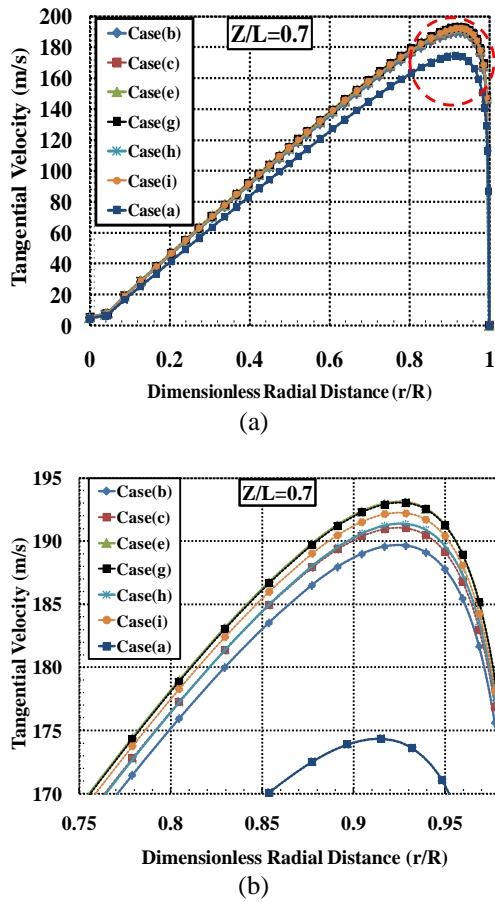 (a)
Z/L=0.7
Tangential Velocity (m/s)
200
180
160
140
120
100
80
60
40
20
0
Case(b)
Case(c)
Case(e)
Case(g)
Case(h)
Case(i)
Case(a)
0
0.2
0.4
0.6
0.8
1
Dimensionless Radial Distance (r/R)
(a)
Z/L=0.7
Tangential Velocity (m/s)
195
190
185
180
175
170
Case(b)
Case(c)
Case(e)
Case(g)
Case(h)
Case(i)
Case(a)
0.75
0.8
0.85
0.9
0.95
Dimensionless Radial Distance (r/R)
(b)